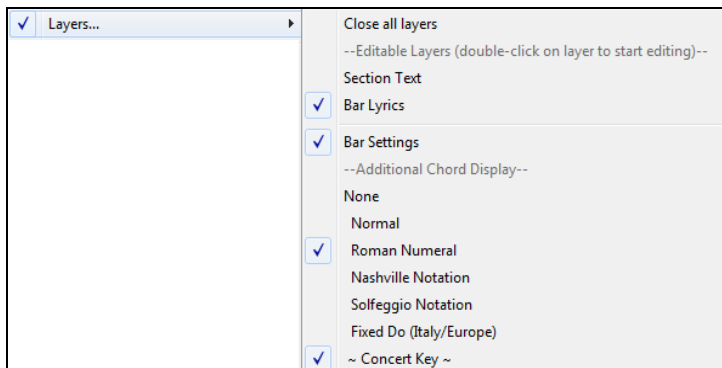 Layers...
Close all layers
--Editable Layers (double-click on layer to start editing)--
Section Text
Bar Lyrics
Bar Settings
--Additional Chord Display--
None
Normal
Roman Numeral
Nashville Notation
Solfeggio Notation
Fixed Do (Italy/Europe)
~ Concert Key ~